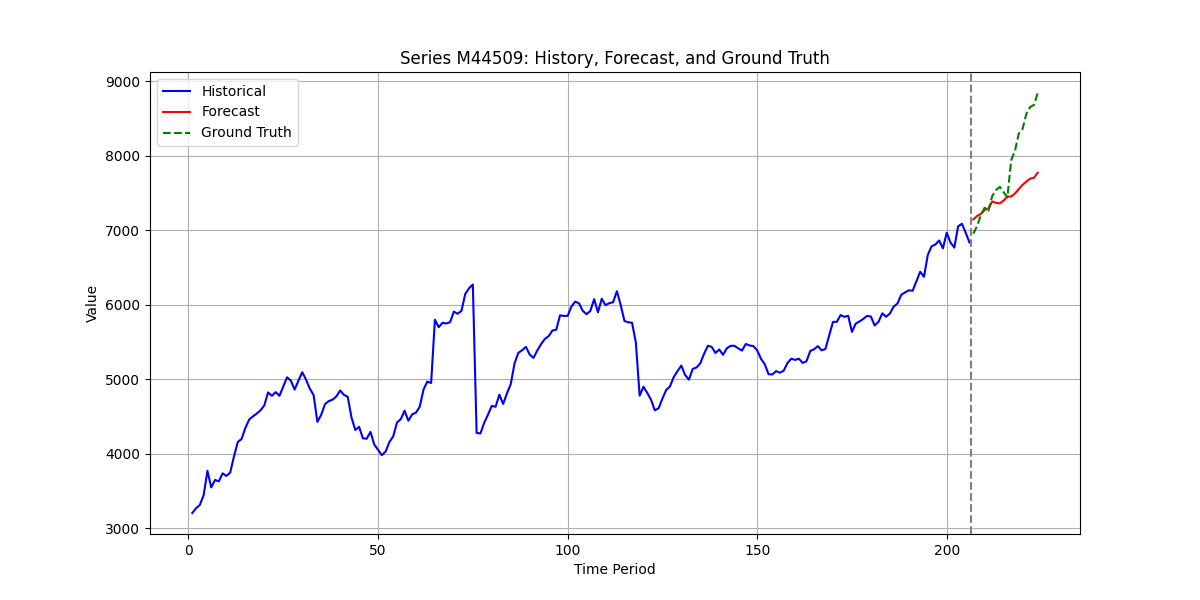 Series M44509: History, Forecast, and Ground Truth
Historical
Forecast
Ground Truth
Value
9000
8000
7000
6000
5000
4000
3000
0 50 100 150 200
Time Period